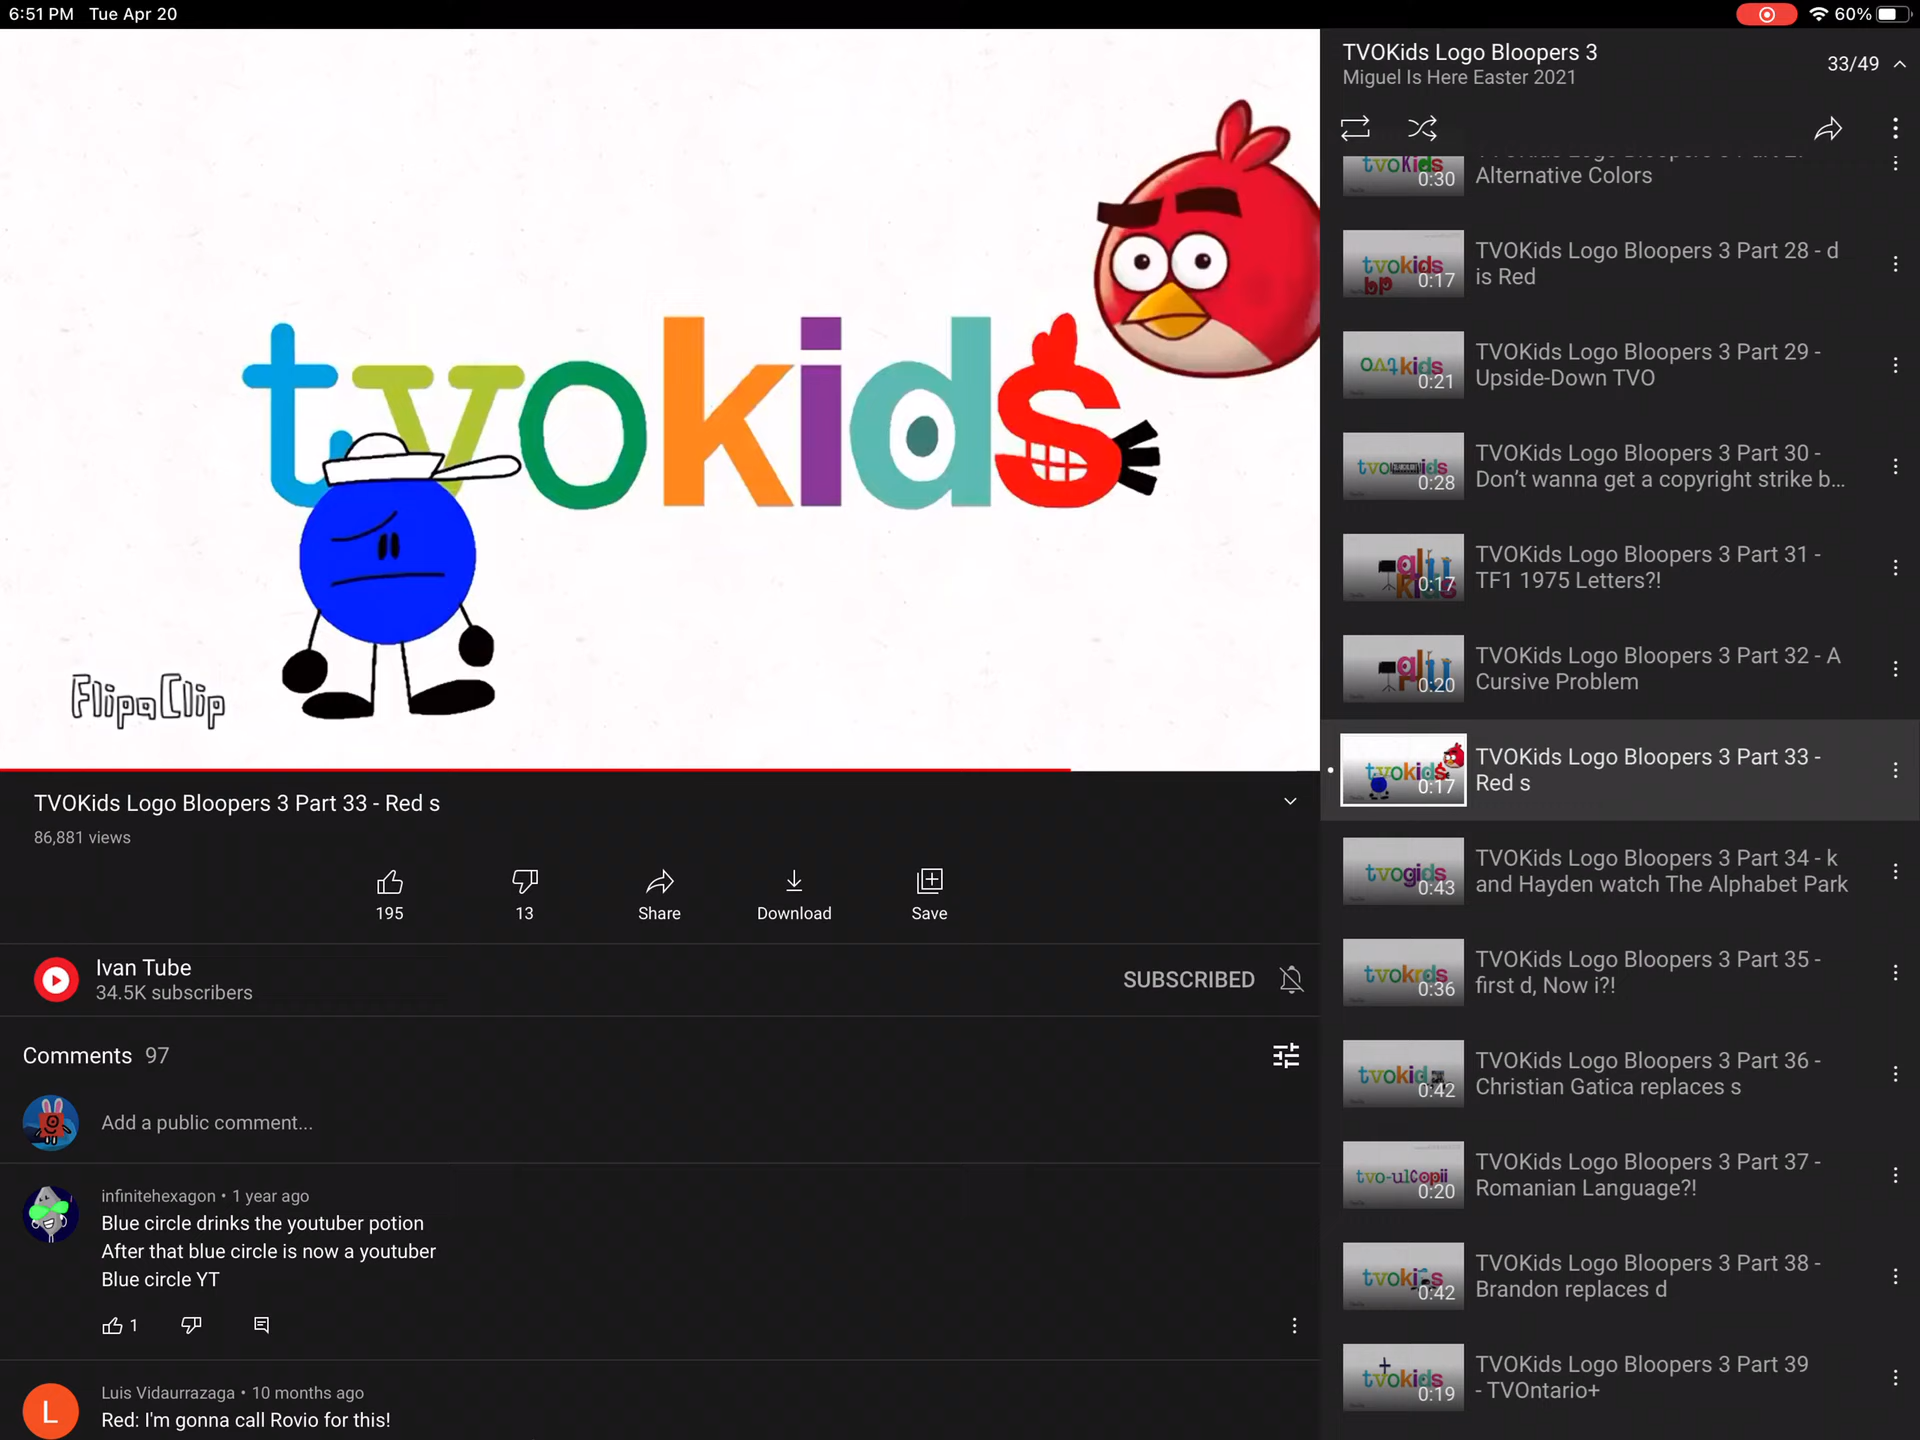 6:51 PM Tue Apr 20
60%
tvokids
FlipaClip
TVOKids Logo Bloopers 3 Part 33 - Red s
86,881 views
195
13
Share
Download
Save
Ivan Tube
34.5K subscribers
SUBSCRIBED
Comments 97
Add a public comment...
infinitehexagon • 1 year ago
Blue circle drinks the youtuber potion
After that blue circle is now a youtuber
Blue circle YT
1
L
Luis Vidaurrazaga • 10 months ago
Red: I'm gonna call Rovio for this!
TVOKids Logo Bloopers 3
Miguel Is Here Easter 2021
33/49
tvokids
0:30
Alternative Colors
tvokids
bp
0:17
TVOKids Logo Bloopers 3 Part 28 - d
is Red
kids
0:21
TVOKids Logo Bloopers 3 Part 29 -
Upside-Down TVO
0:28
TVOKids Logo Bloopers 3 Part 30 -
Don’t wanna get a copyright strike b...
0:17
TVOKids Logo Bloopers 3 Part 31 -
TF1 1975 Letters?!
0:20
TVOKids Logo Bloopers 3 Part 32 - A
Cursive Problem
tvokids
0:17
TVOKids Logo Bloopers 3 Part 33 -
Red s
tvogids
0:43
TVOKids Logo Bloopers 3 Part 34 - k
and Hayden watch The Alphabet Park
tvokrds
0:36
TVOKids Logo Bloopers 3 Part 35 -
first d, Now i?!
tvokid
0:42
TVOKids Logo Bloopers 3 Part 36 -
Christian Gatica replaces s
tvo-ulCopii
0:20
TVOKids Logo Bloopers 3 Part 37 -
Romanian Language?!
0:42
TVOKids Logo Bloopers 3 Part 38 -
Brandon replaces d
tvokids
0:19
TVOKids Logo Bloopers 3 Part 39
- TVOntario+